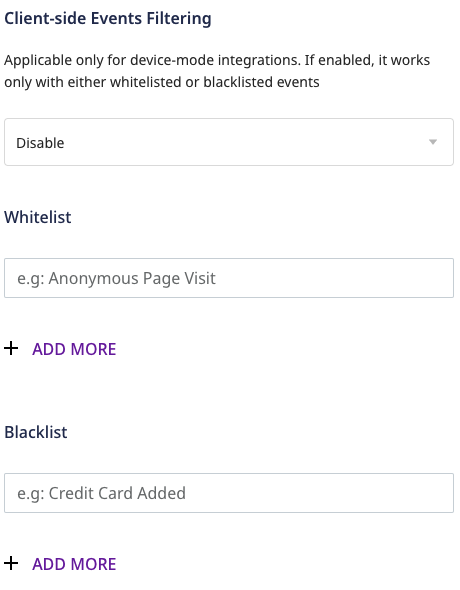 Client-side Events Filtering
Applicable only for device-mode integrations. If enabled, it works
only with either whitelisted or blacklisted events
Disable
Whitelist
e.g: Anonymous Page Visit
+ ADD MORE
Blacklist
e.g: Credit Card Added
+ ADD MORE